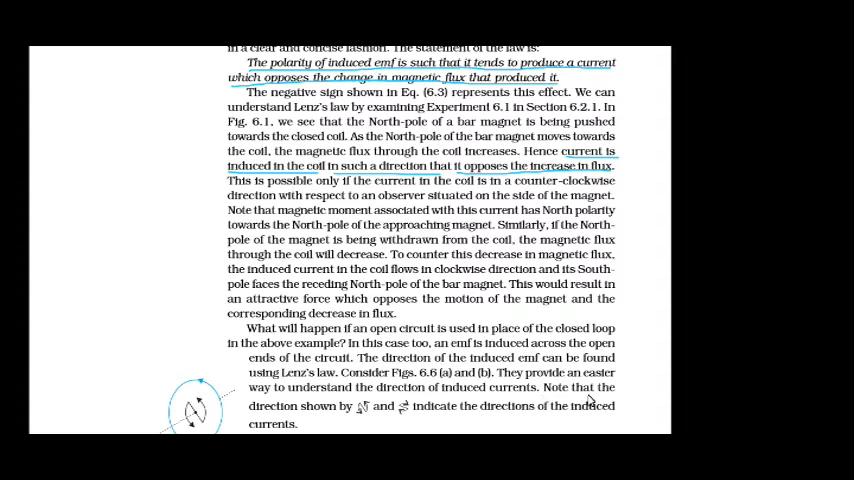 in a clear and concise fashion. The statement of the law is:
The polarity of induced emf is such that it tends to produce a current
which opposes the change in magnetic flux that produced it.
The negative sign shown in Eq. (6.3) represents this effect. We can
understand Lenz's law by examining Experiment 6.1 in Section 6.2.1. In
Fig. 6.1, we see that the North-pole of a bar magnet is being pushed
towards the closed coil. As the North-pole of the bar magnet moves towards
the coil, the magnetic flux through the coil increases. Hence current is
induced in the coil in such a direction that it opposes the increase in flux.
This is possible only if the current in the coil is in a counter-clockwise
direction with respect to an observer situated on the side of the magnet.
Note that magnetic moment associated with this current has North polarity
towards the North-pole of the approaching magnet. Similarly, if the North-
pole of the magnet is being withdrawn from the coil, the magnetic flux
through the coil will decrease. To counter this decrease in magnetic flux,
the induced current in the coil flows in clockwise direction and its South-
pole faces the receding North-pole of the bar magnet. This would result in
an attractive force which opposes the motion of the magnet and the
corresponding decrease in flux.
What will happen if an open circuit is used in place of the closed loop
in the above example? In this case too, an emf is induced across the open
ends of the circuit. The direction of the induced emf can be found
using Lenz's law. Consider Figs. 6.6 (a) and (b). They provide an easier
way to understand the direction of induced currents. Note that the
direction shown by N and S indicate the directions of the induced
currents.
N